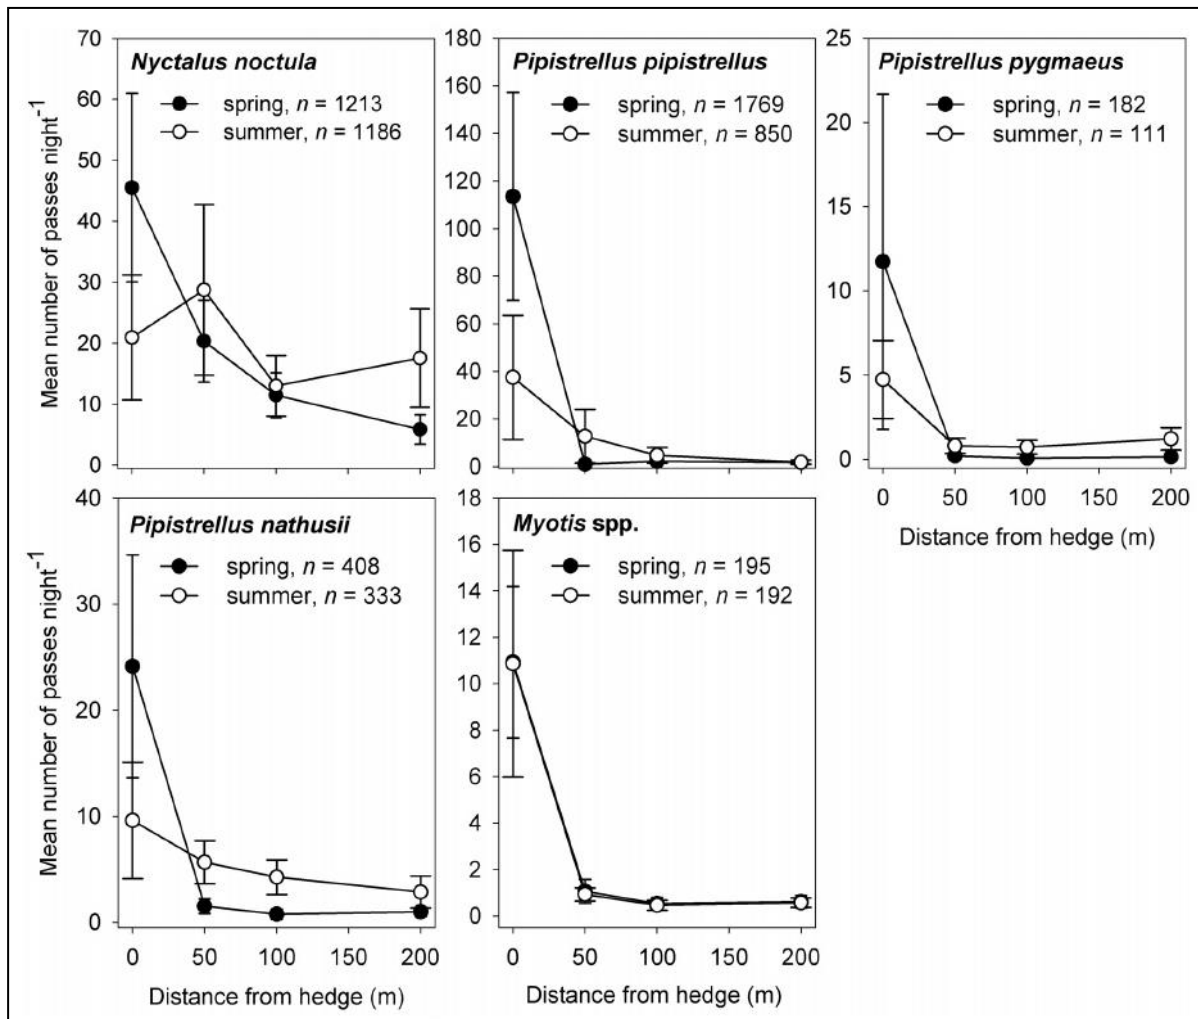 Nyctalus noctula
spring, n = 1213
summer, n = 1186
Mean number of passes night⁻¹
70
60
50
40
30
20
10
0
Pipistrellus pipistrellus
spring, n = 1769
summer, n = 850
180
160
140
120
100
80
60
40
20
0
Pipistrellus pygmaeus
spring, n = 182
summer, n = 111
25
20
15
10
5
0
0 50 100 150 200
Distance from hedge (m)
Pipistrellus nathusii
spring, n = 408
summer, n = 333
Mean number of passes night⁻¹
40
30
20
10
0
0 50 100 150 200
Distance from hedge (m)
Myotis spp.
spring, n = 195
summer, n = 192
18
16
14
12
10
8
6
4
2
0
0 50 100 150 200
Distance from hedge (m)